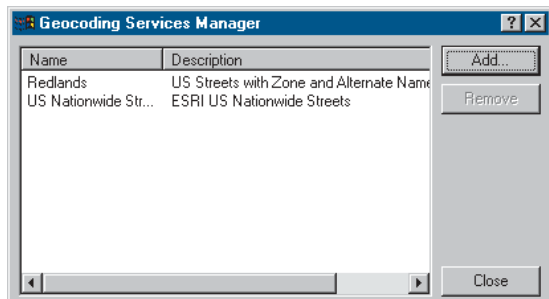 Geocoding Services Manager
Name Description
Redlands US Streets with Zone and Alternate Name
US Nationwide Str... ESRI US Nationwide Streets
Add...
Remove
Close